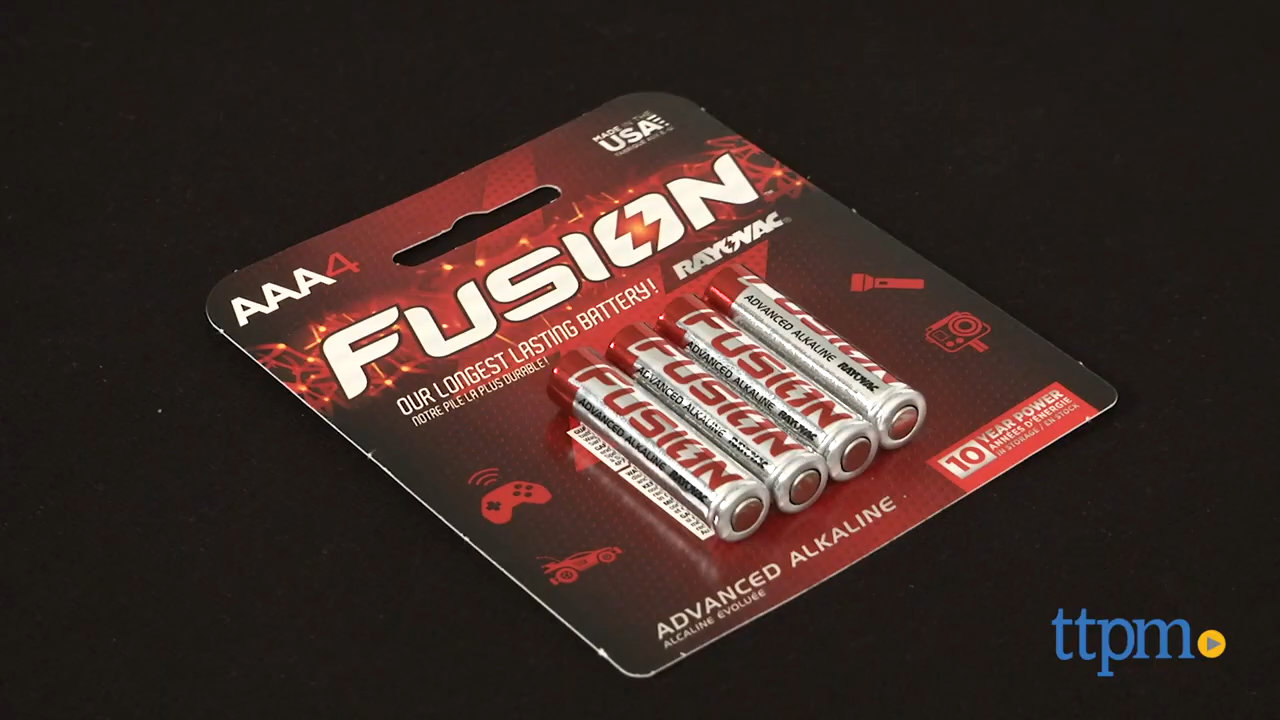 MADE IN THE
USA
AAA4
FUSION
RAYOVAC
OUR LONGEST LASTING BATTERY!
NOTRE PILE LA PLUS DURABLE!
FUSION
ADVANCED ALKALINE RAYOVAC
FUSION
ADVANCED ALKALINE RAYOVAC
FUSION
ADVANCED ALKALINE RAYOVAC
ADVANCED ALKALINE RAYOVAC
10 YEAR POWER
ANNÉES D'ÉNERGIE
IN STORAGE / EN STOCK
ADVANCED ALKALINE
ALCALINE ÉVOLUÉE
ttpm